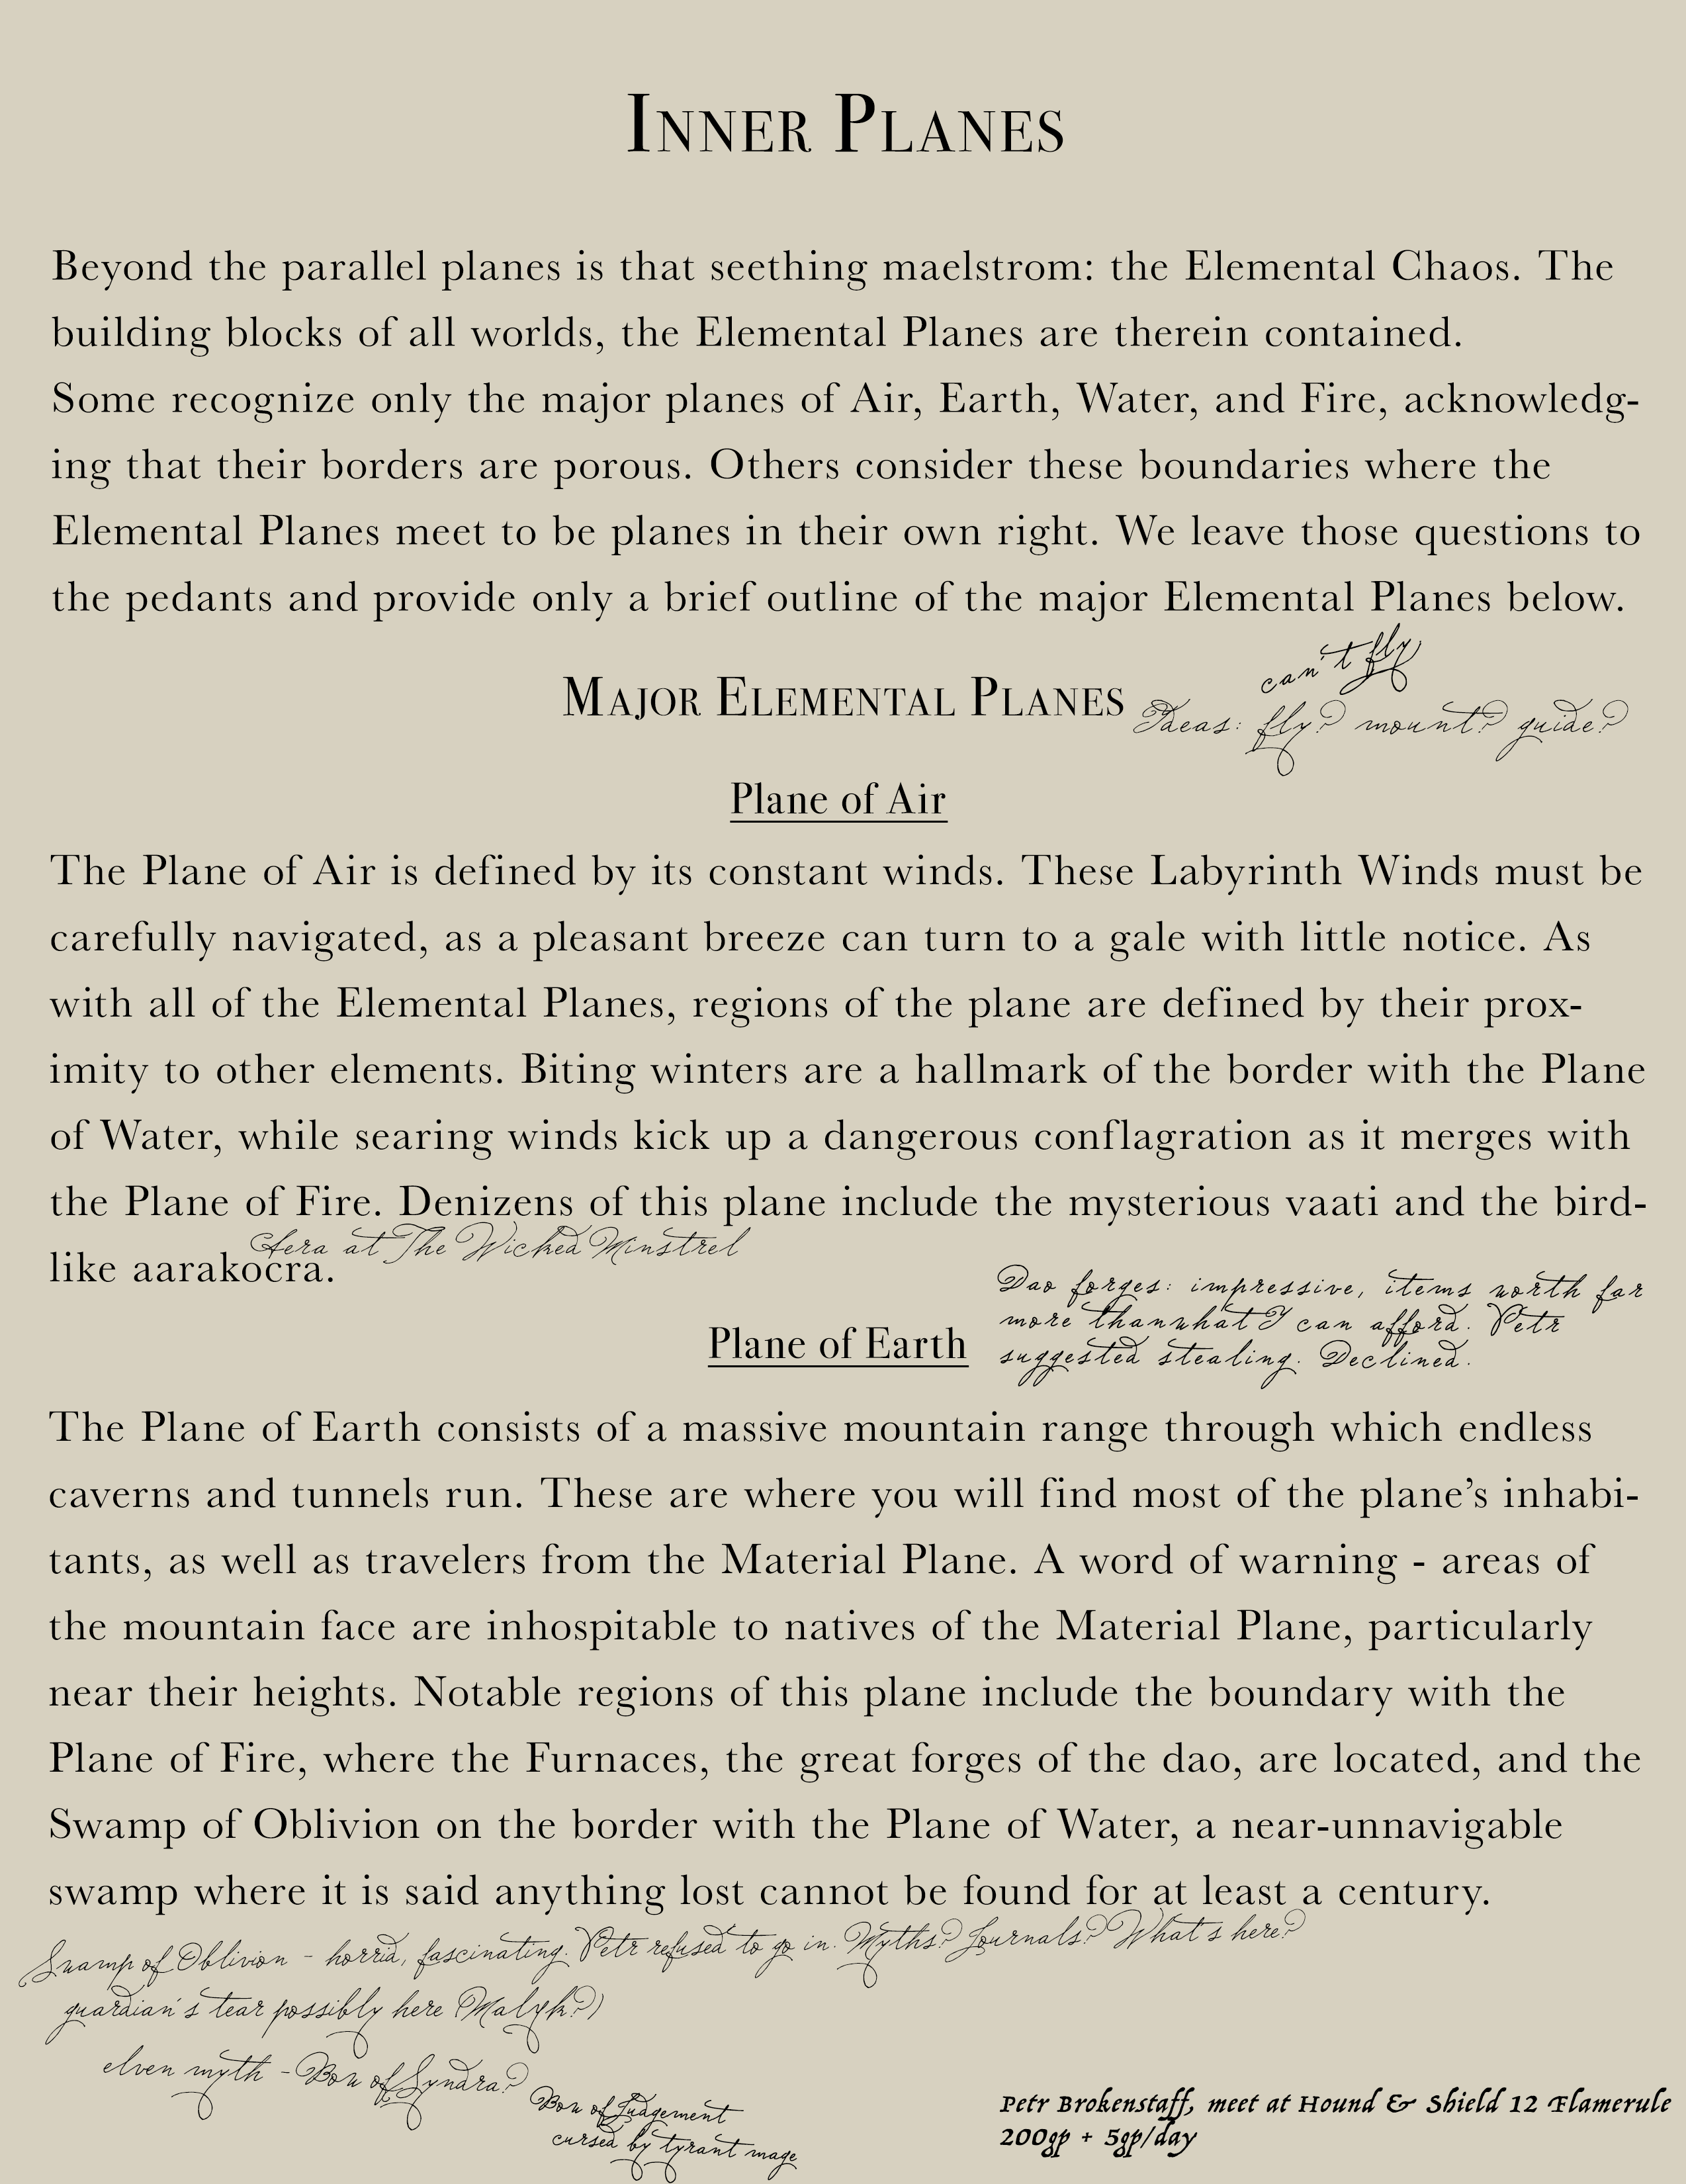 INNER PLANES
Beyond the parallel planes is that seething maelstrom: the Elemental Chaos. The
building blocks of all worlds, the Elemental Planes are therein contained.
Some recognize only the major planes of Air, Earth, Water, and Fire, acknowledg-
ing that their borders are porous. Others consider these boundaries where the
Elemental Planes meet to be planes in their own right. We leave those questions to
the pedants and provide only a brief outline of the major Elemental Planes below.
can't fly
MAJOR ELEMENTAL PLANES
Ideas: fly? mount? guide?
Plane of Air
The Plane of Air is defined by its constant winds. These Labyrinth Winds must be
carefully navigated, as a pleasant breeze can turn to a gale with little notice. As
with all of the Elemental Planes, regions of the plane are defined by their prox-
imity to other elements. Biting winters are a hallmark of the border with the Plane
of Water, while searing winds kick up a dangerous conflagration as it merges with
the Plane of Fire. Denizens of this plane include the mysterious vaati and the bird-
like aarakocra.
at The Wicked Minstrel
Dao forges: impressive, items worth far
more than what I can afford. Petr
suggested stealing. Declined.
Plane of Earth
The Plane of Earth consists of a massive mountain range through which endless
caverns and tunnels run. These are where you will find most of the plane's inhabi-
tants, as well as travelers from the Material Plane. A word of warning - areas of
the mountain face are inhospitable to natives of the Material Plane, particularly
near their heights. Notable regions of this plane include the boundary with the
Plane of Fire, where the Furnaces, the great forges of the dao, are located, and the
Swamp of Oblivion on the border with the Plane of Water, a near-unnavigable
swamp where it is said anything lost cannot be found for at least a century.
Swamp of Oblivion - horrid, fascinating. Petr refused to go in. Myths? Journals? What's here?
guardian's tear possibly here (Malyk?)
elven myth - Bow of Syndra?
Bow of Judgement
cursed by tyrant mage
Petr Brokenstaff, meet at Hound & Shield 12 Flamerule
200gp + 5gp/day